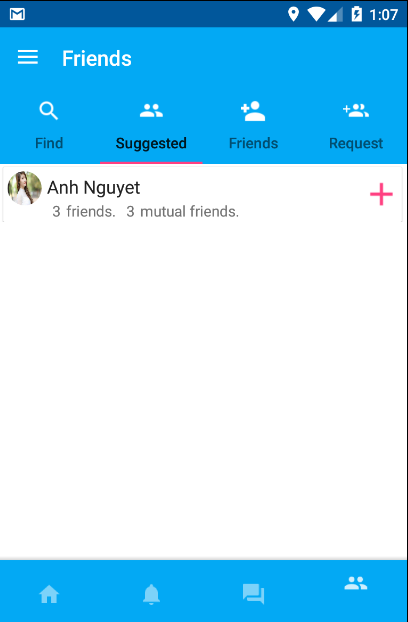 1:07
Friends
Find Suggested Friends Request
Anh Nguyet
3 friends. 3 mutual friends.